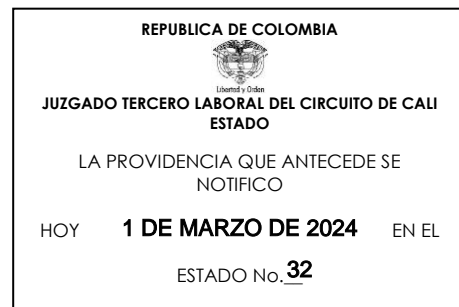 REPUBLICA DE COLOMBIA
Libertad y Orden
JUZGADO TERCERO LABORAL DEL CIRCUITO DE CALI
ESTADO
LA PROVIDENCIA QUE ANTECEDE SE
NOTIFICO
HOY 1 DE MARZO DE 2024 EN EL
ESTADO No. 32